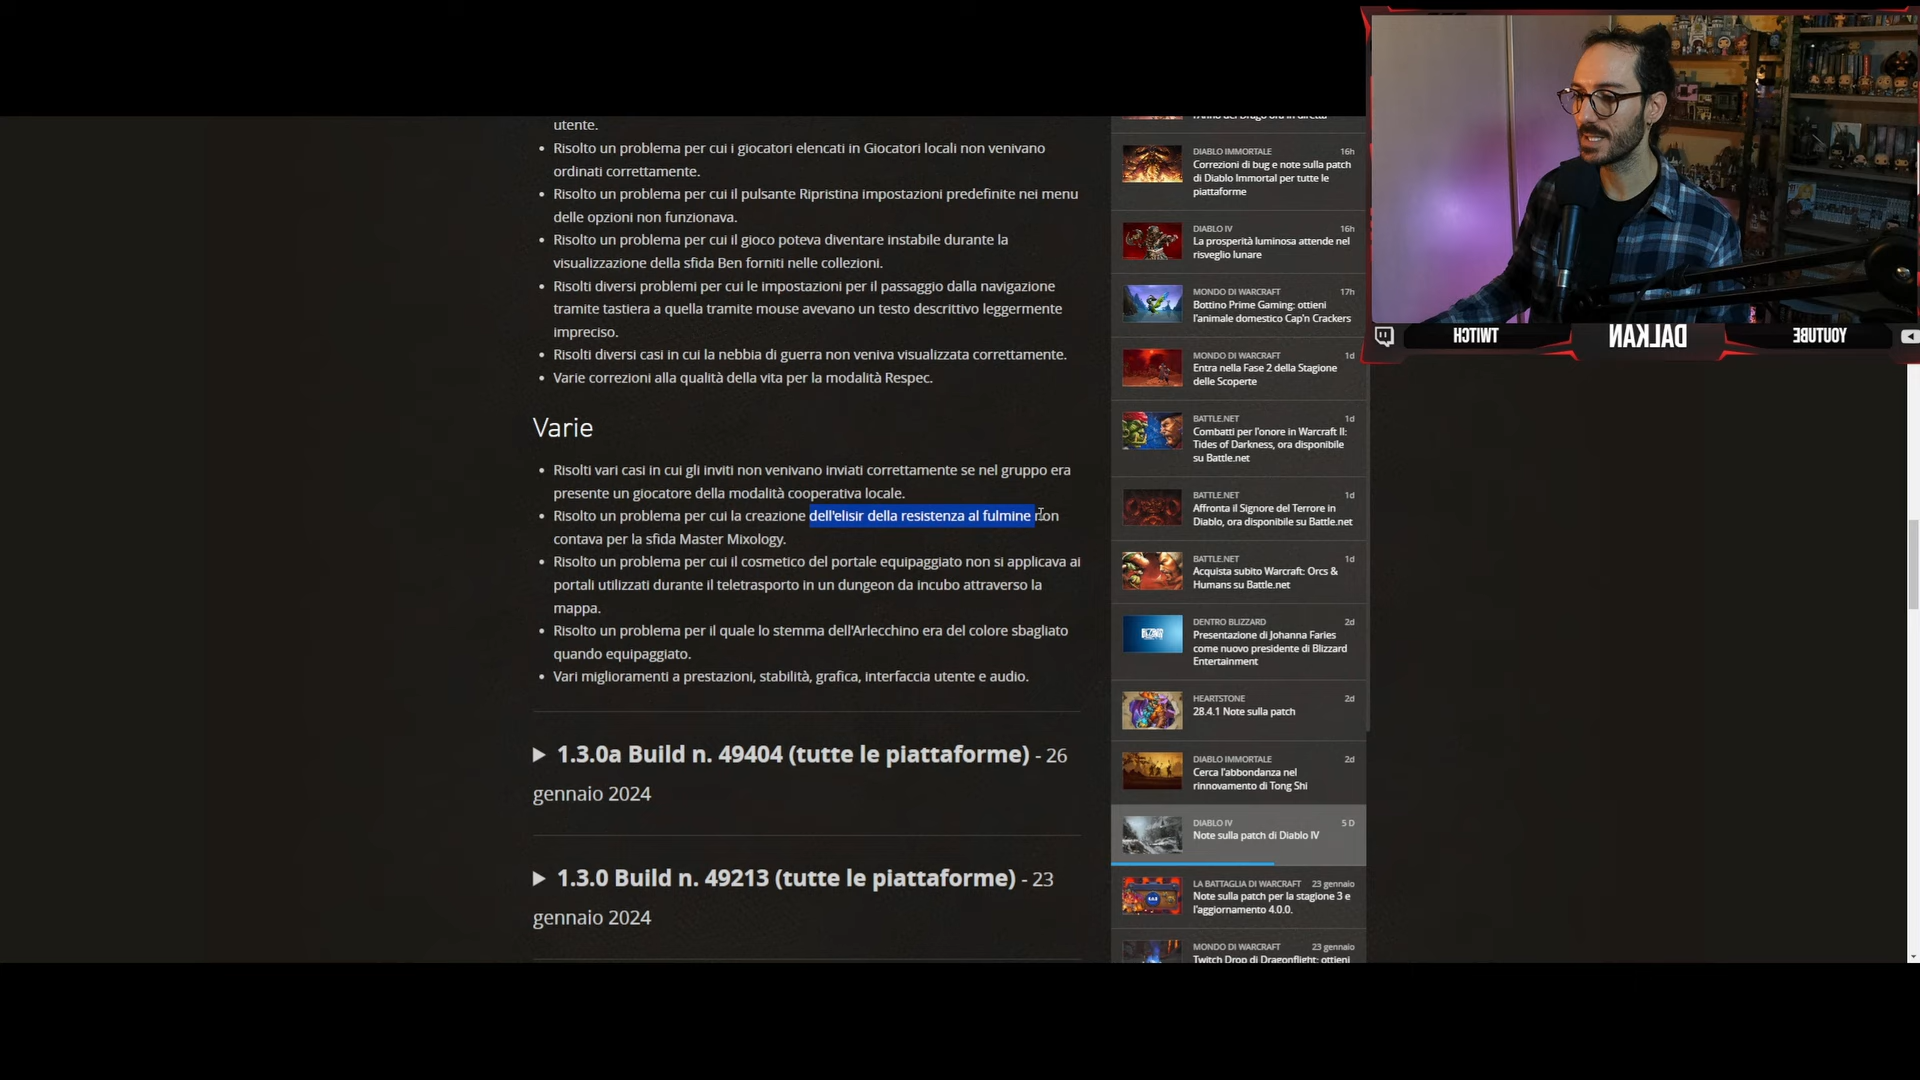 utente.
• Risolto un problema per cui i giocatori elencati in Giocatori locali non venivano
ordinati correttamente.
• Risolto un problema per cui il pulsante Ripristina impostazioni predefinite nei menu
delle opzioni non funzionava.
• Risolto un problema per cui il gioco poteva diventare instabile durante la
visualizzazione della sfida Ben forniti nelle collezioni.
• Risolti diversi problemi per cui le impostazioni per il passaggio dalla navigazione
tramite tastiera a quella tramite mouse avevano un testo descrittivo leggermente
impreciso.
• Risolti diversi casi in cui la nebbia di guerra non veniva visualizzata correttamente.
• Varie correzioni alla qualità della vita per la modalità Respec.
Varie
• Risolti vari casi in cui gli inviti non venivano inviati correttamente se nel gruppo era
presente un giocatore della modalità cooperativa locale.
• Risolto un problema per cui la creazione dell'elisir della resistenza al fulmine non
contava per la sfida Master Mixology.
• Risolto un problema per cui il cosmetico del portale equipaggiato non si applicava ai
portali utilizzati durante il teletrasporto in un dungeon da incubo attraverso la
mappa.
• Risolto un problema per il quale lo stemma dell'Arlecchino era del colore sbagliato
quando equipaggiato.
• Vari miglioramenti a prestazioni, stabilità, grafica, interfaccia utente e audio.
1.3.0a Build n. 49404 (tutte le piattaforme) - 26
gennaio 2024
1.3.0 Build n. 49213 (tutte le piattaforme) - 23
gennaio 2024
DIABLO IMMORTALE 16h
Correzioni di bug e note sulla patch
di Diablo Immortal per tutte le
piattaforme
DIABLO IV 16h
La prosperità luminosa attende nel
risveglio lunare
MONDO DI WARCRAFT 17h
Bottino Prime Gaming: ottieni
l'animale domestico Cap'n Crackers
MONDO DI WARCRAFT 1d
Entra nella Fase 2 della Stagione
delle Scoperte
BATTLE.NET 1d
Combatti per l'onore in Warcraft II:
Tides of Darkness, ora disponibile
su Battle.net
BATTLE.NET 1d
Affronta il Signore del Terrore in
Diablo, ora disponibile su Battle.net
BATTLE.NET 1d
Acquista subito Warcraft: Orcs &
Humans su Battle.net
DENTRO BLIZZARD 2d
Presentazione di Johanna Faries
come nuovo presidente di Blizzard
Entertainment
HEARTSTONE 2d
28.4.1 Note sulla patch
DIABLO IMMORTALE 2d
Cerca l'abbondanza nel
rinnovamento di Tong Shi
DIABLO IV 5 D
Note sulla patch di Diablo IV
LA BATTAGLIA DI WARCRAFT 23 gennaio
Note sulla patch per la stagione 3 e
l'aggiornamento 4.0.0.
MONDO DI WARCRAFT 23 gennaio
Twitch Drop di Dragonflight: ottieni
TWITCH DALKAN YOUTUBE